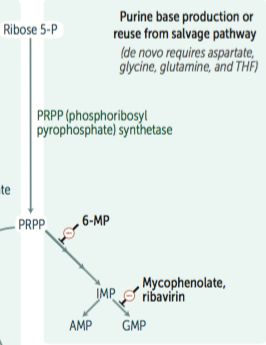 Purine base production or
reuse from salvage pathway
(de novo requires aspartate,
glycine, glutamine, and THF)
Ribose 5-P
PRPP (phosphoribosyl
pyrophosphate) synthetase
te
PRPP
6-MP
IMP
Mycophenolate,
ribavirin
AMP
GMP